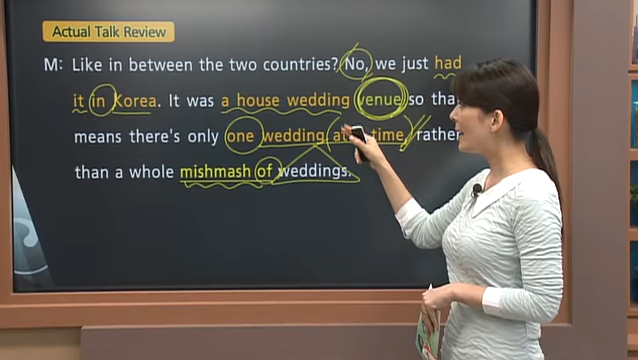 Actual Talk Review
M: Like in between the two countries? No, we just had
it in Korea. It was a house wedding venue so tha
means there's only one wedding at time, rather
than a whole mishmash of weddings.